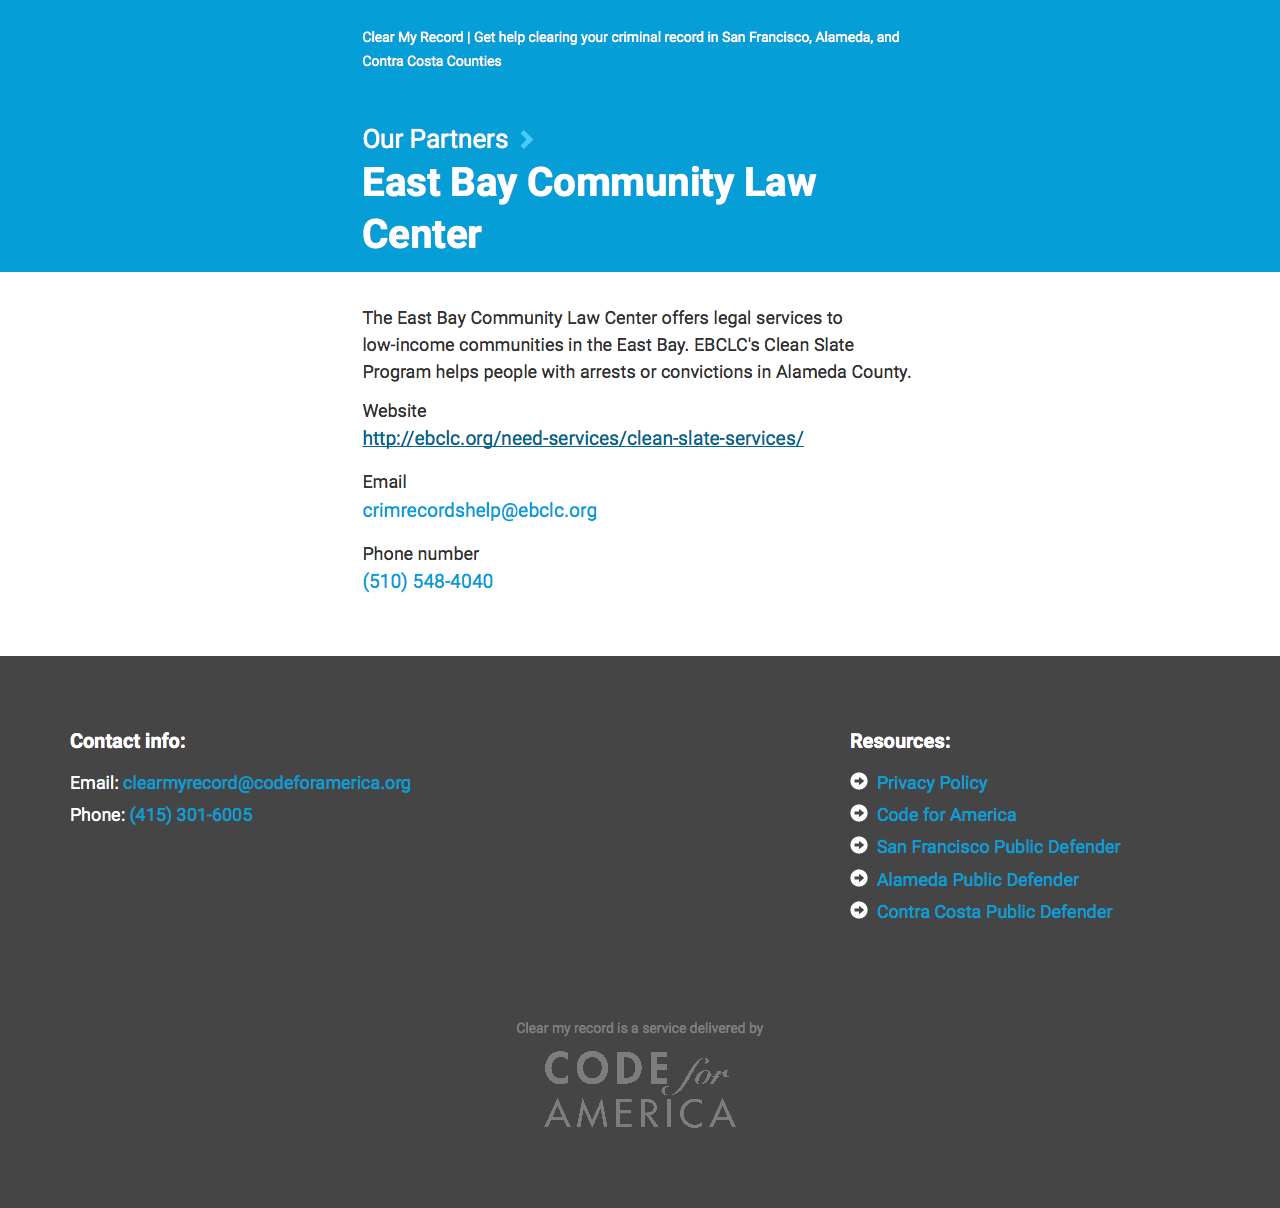 Clear My Record | Get help clearing your criminal record in San Francisco, Alameda, and
Contra Costa Counties
Our Partners
East Bay Community Law
Center
The East Bay Community Law Center offers legal services to
low-income communities in the East Bay. EBCLC's Clean Slate
Program helps people with arrests or convictions in Alameda County.
Website
http://ebclc.org/need-services/clean-slate-services/
Email
crimrecordshelp@ebclc.org
Phone number
(510) 548-4040
Contact info:
Email: clearmyrecord@codeforamerica.org
Phone: (415) 301-6005
Resources:
Privacy Policy
Code for America
San Francisco Public Defender
Alameda Public Defender
Contra Costa Public Defender
Clear my record is a service delivered by
CODE for
AMERICA